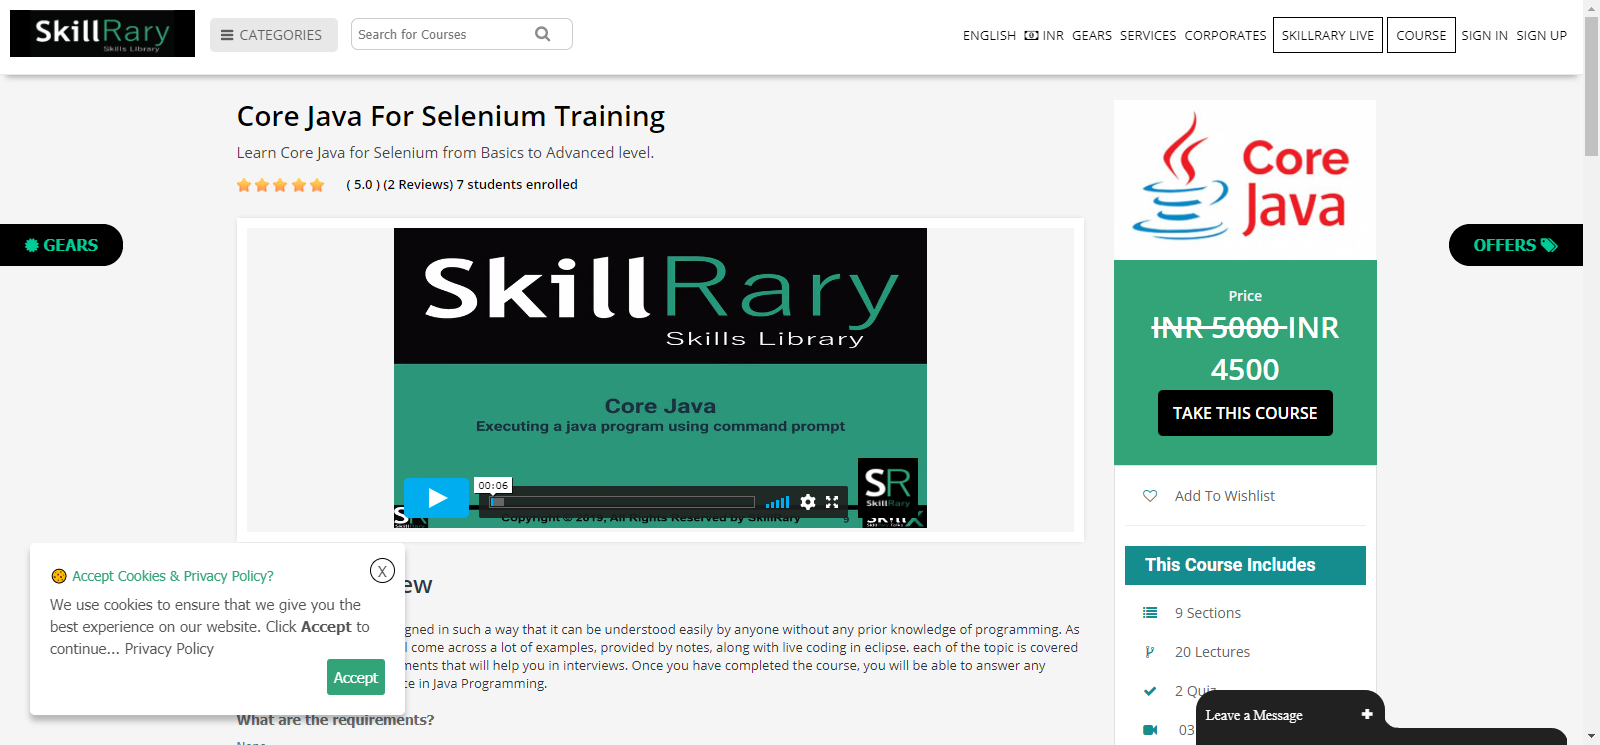 SkillRary
Skills Library
CATEGORIES
Search for Courses
ENGLISH INR GEARS SERVICES CORPORATES SKILLRARY LIVE COURSE SIGN IN SIGN UP
Core Java For Selenium Training
Learn Core Java for Selenium from Basics to Advanced level.
( 5.0 ) (2 Reviews) 7 students enrolled
GEARS
OFFERS
SkillRary
Skills Library
Core Java
Executing a java program using command prompt
00:06
SR
SkillRary
Copyright © 2019, All Rights Reserved by SkillRary 9
Core
Java
Price
INR 5000 INR
4500
TAKE THIS COURSE
Add To Wishlist
This Course Includes
9 Sections
20 Lectures
2 Quiz
03
Leave a Message
Accept Cookies & Privacy Policy?
X
We use cookies to ensure that we give you the
best experience on our website. Click Accept to
continue... Privacy Policy
Accept
ew
gned in such a way that it can be understood easily by anyone without any prior knowledge of programming. As
l come across a lot of examples, provided by notes, along with live coding in eclipse. each of the topic is covered
ments that will help you in interviews. Once you have completed the course, you will be able to answer any
ce in Java Programming.
What are the requirements?